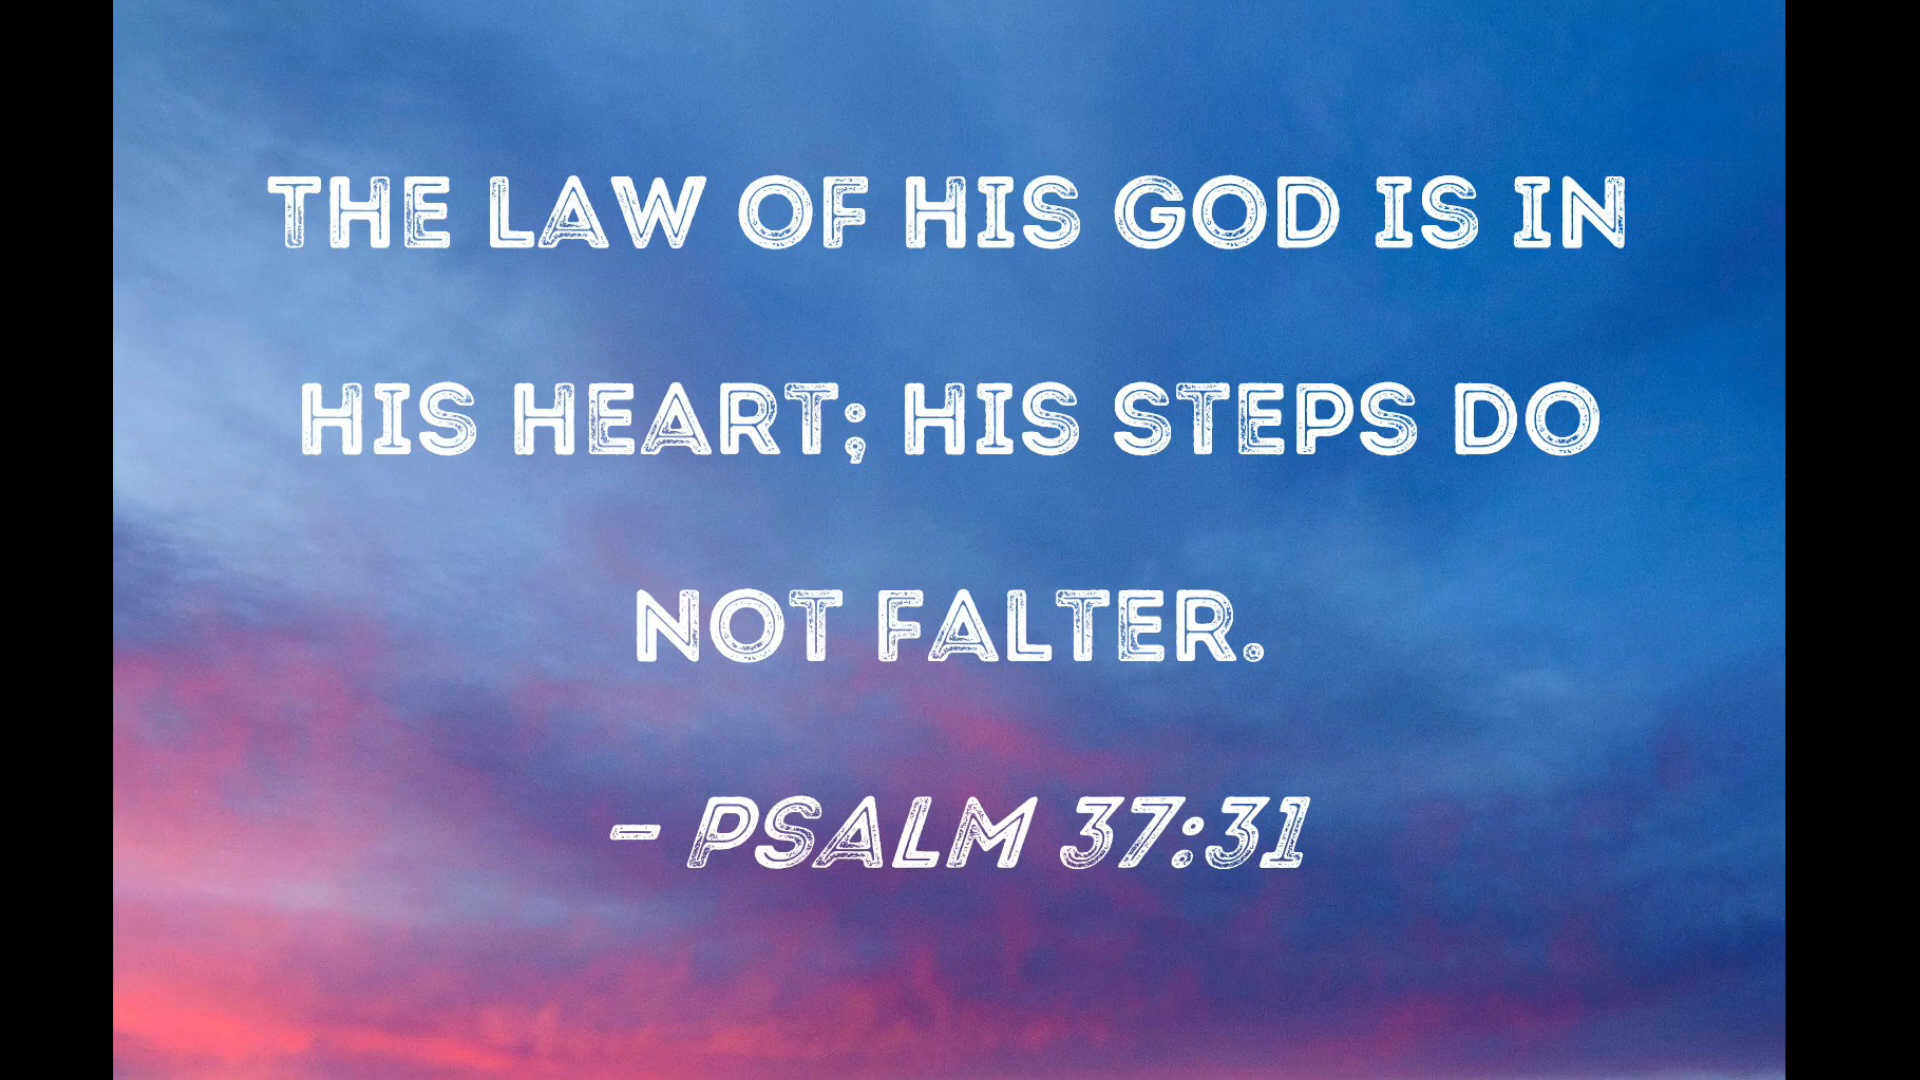 THE LAW OF HIS GOD IS IN
HIS HEART; HIS STEPS DO
NOT FALTER.
– PSALM 37:31